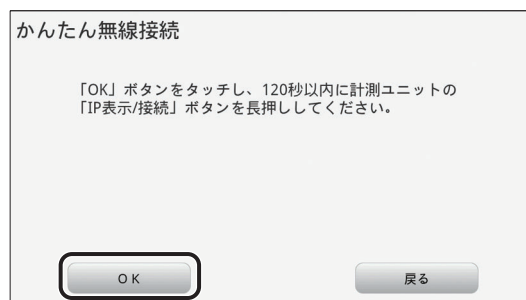 かんたん無線接続
「OK」ボタンをタッチし、120秒以内に計測ユニットの
「IP表示/接続」ボタンを長押ししてください。
OK
戻る